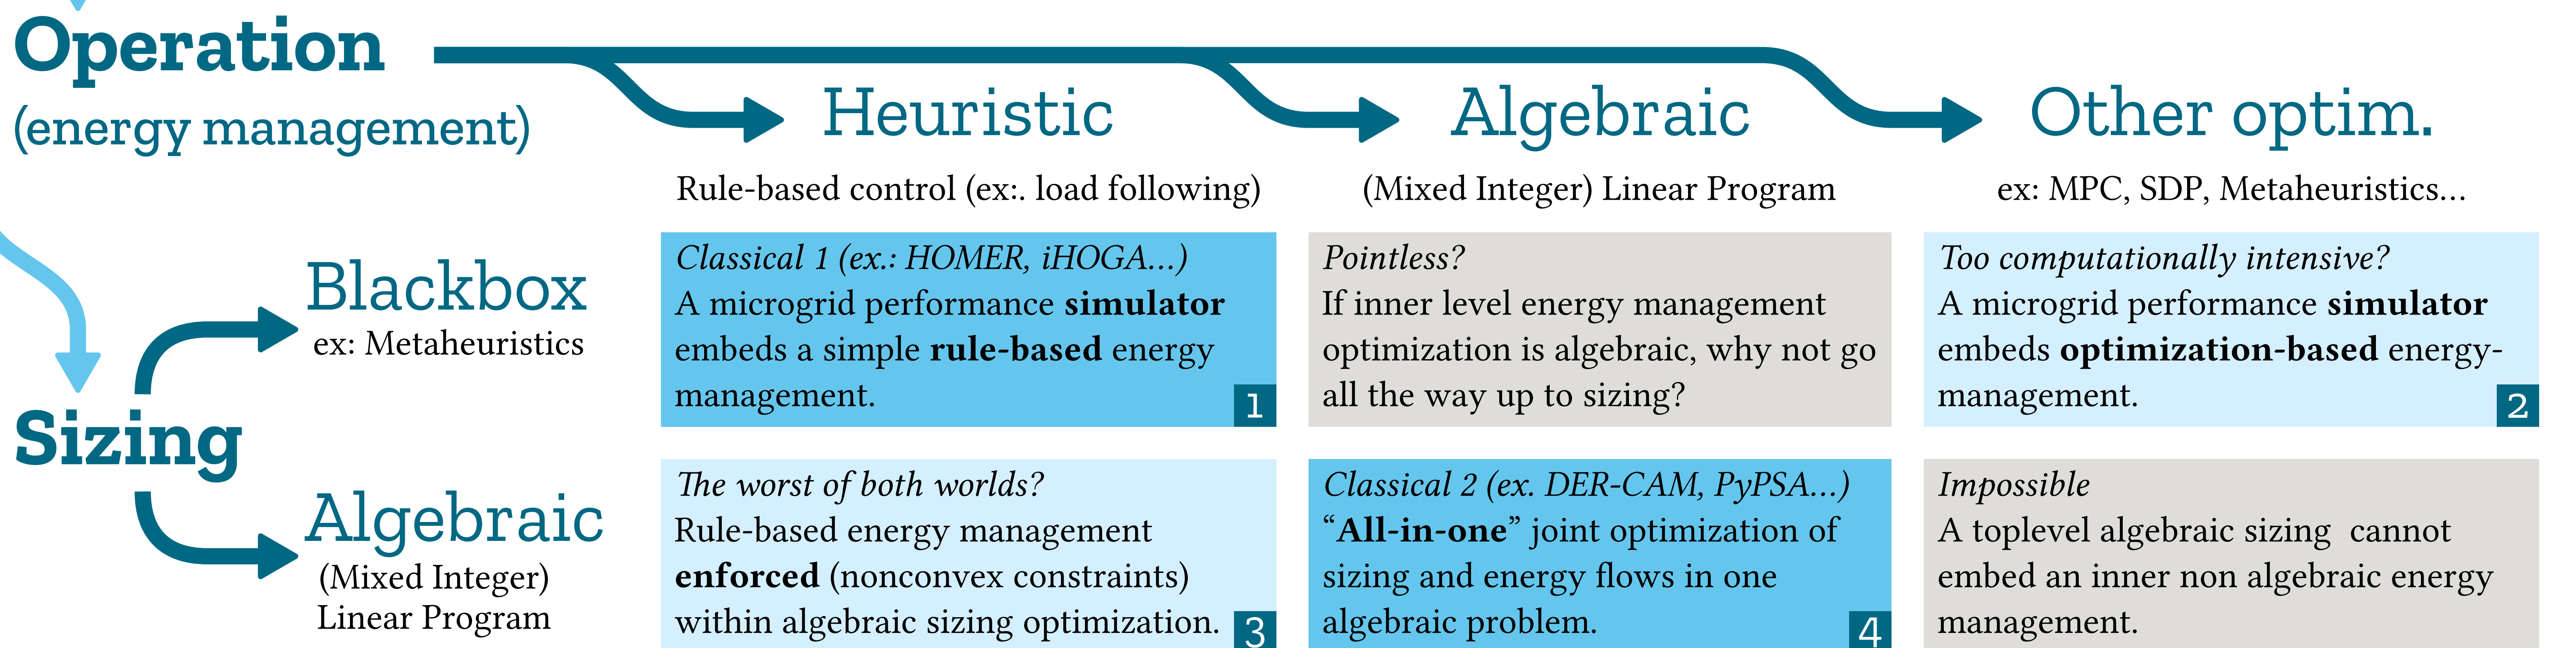 Operation
(energy management)
Heuristic
Rule-based control (ex:. load following)
Algebraic
(Mixed Integer) Linear Program
Other optim.
ex: MPC, SDP, Metaheuristics…
Sizing
Blackbox
ex: Metaheuristics
Classical 1 (ex.: HOMER, iHOGA…)
A microgrid performance simulator
embeds a simple rule-based energy
management.
1
Pointless?
If inner level energy management
optimization is algebraic, why not go
all the way up to sizing?
Too computationally intensive?
A microgrid performance simulator
embeds optimization-based energy-
management.
2
Algebraic
(Mixed Integer)
Linear Program
The worst of both worlds?
Rule-based energy management
enforced (nonconvex constraints)
within algebraic sizing optimization.
3
Classical 2 (ex. DER-CAM, PyPSA…)
“All-in-one” joint optimization of
sizing and energy flows in one
algebraic problem.
4
Impossible
A toplevel algebraic sizing  cannot
embed an inner non algebraic energy
management.